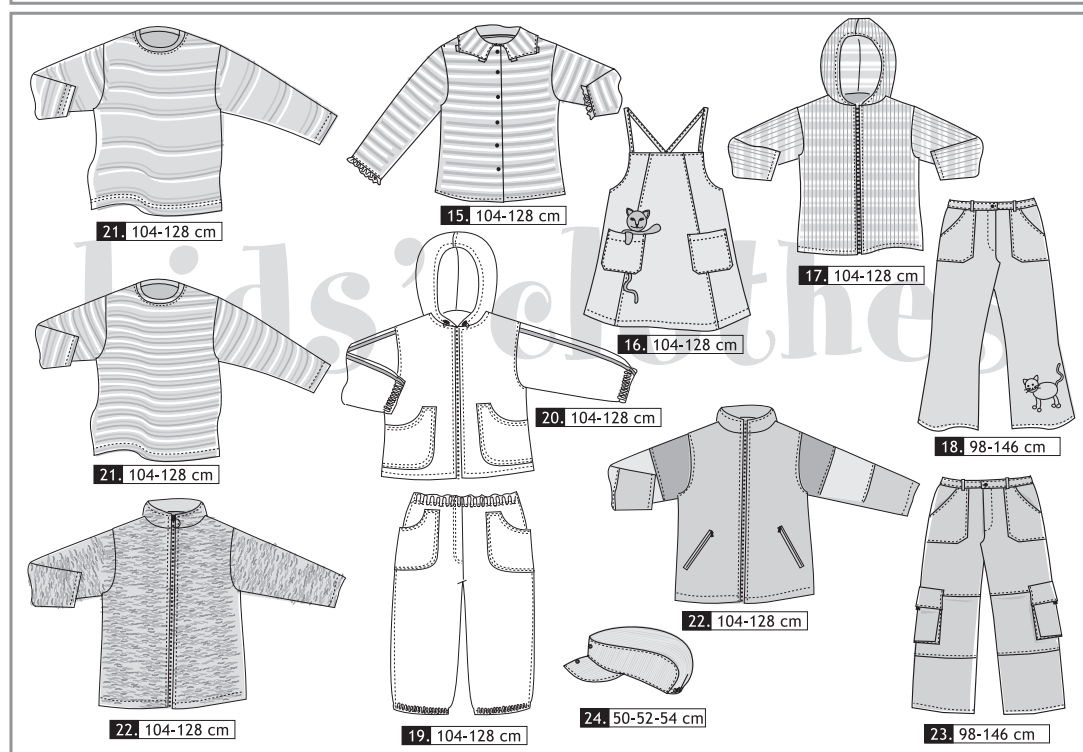 kids' clothes
21. 104-128 cm
15. 104-128 cm
17. 104-128 cm
16. 104-128 cm
20. 104-128 cm
18. 98-146 cm
21. 104-128 cm
22. 104-128 cm
22. 104-128 cm
19. 104-128 cm
24. 50-52-54 cm
23. 98-146 cm